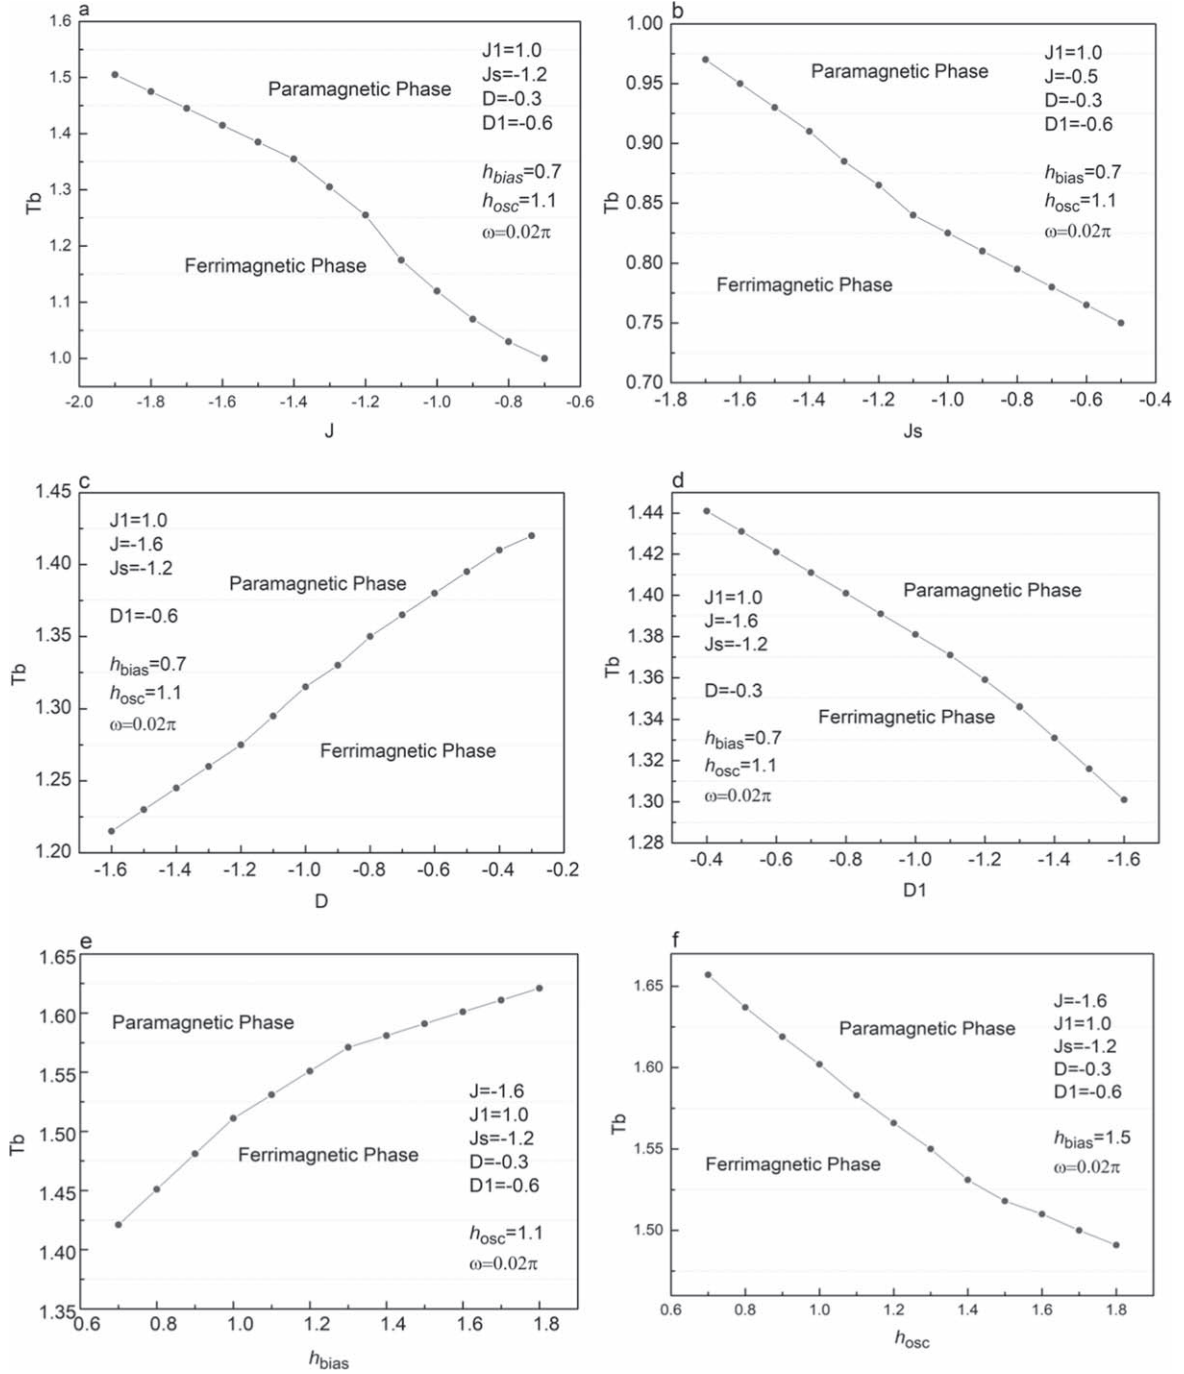 a
1.6
1.5
1.4
1.3
1.2
1.1
1.0
Tb
Paramagnetic Phase
Ferrimagnetic Phase
J1=1.0
Js=-1.2
D=-0.3
D1=-0.6
hbias=0.7
hosc=1.1
ω=0.02π
-2.0 -1.8 -1.6 -1.4 -1.2 -1.0 -0.8 -0.6
J
b
1.00
0.95
0.90
0.85
0.80
0.75
0.70
Tb
Paramagnetic Phase
Ferrimagnetic Phase
J1=1.0
J=-0.5
D=-0.3
D1=-0.6
hbias=0.7
hosc=1.1
ω=0.02π
-1.8 -1.6 -1.4 -1.2 -1.0 -0.8 -0.6 -0.4
Js
c
1.45
1.40
1.35
1.30
1.25
1.20
Tb
J1=1.0
J=-1.6
Js=-1.2
D1=-0.6
hbias=0.7
hosc=1.1
ω=0.02π
Paramagnetic Phase
Ferrimagnetic Phase
-1.6 -1.4 -1.2 -1.0 -0.8 -0.6 -0.4 -0.2
D
d
1.44
1.42
1.40
1.38
1.36
1.34
1.32
1.30
1.28
Tb
J1=1.0
J=-1.6
Js=-1.2
D=-0.3
hbias=0.7
hosc=1.1
ω=0.02π
Paramagnetic Phase
Ferrimagnetic Phase
-0.4 -0.6 -0.8 -1.0 -1.2 -1.4 -1.6
D1
e
1.65
1.60
1.55
1.50
1.45
1.40
1.35
Tb
Paramagnetic Phase
Ferrimagnetic Phase
J=-1.6
J1=1.0
Js=-1.2
D=-0.3
D1=-0.6
hosc=1.1
ω=0.02π
0.6 0.8 1.0 1.2 1.4 1.6 1.8
hbias
f
1.65
1.60
1.55
1.50
Tb
Paramagnetic Phase
Ferrimagnetic Phase
J=-1.6
J1=1.0
Js=-1.2
D=-0.3
D1=-0.6
hbias=1.5
ω=0.02π
0.6 0.8 1.0 1.2 1.4 1.6 1.8
hosc